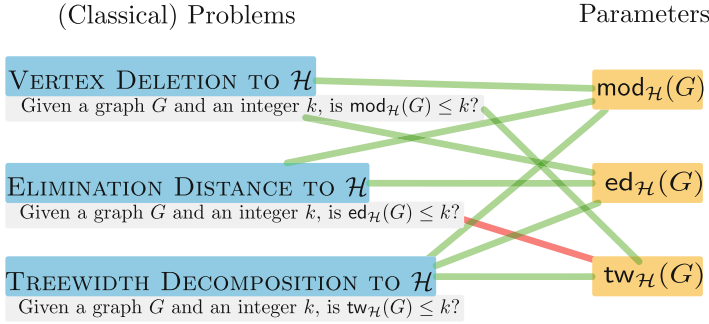 (Classical) Problems
Parameters
VERTEX DELETION TO ℋ
Given a graph G and an integer k, is mod_ℋ(G) ≤ k?
mod_ℋ(G)
ELIMINATION DISTANCE TO ℋ
Given a graph G and an integer k, is ed_ℋ(G) ≤ k?
ed_ℋ(G)
TREEWIDTH DECOMPOSITION TO ℋ
Given a graph G and an integer k, is tw_ℋ(G) ≤ k?
tw_ℋ(G)